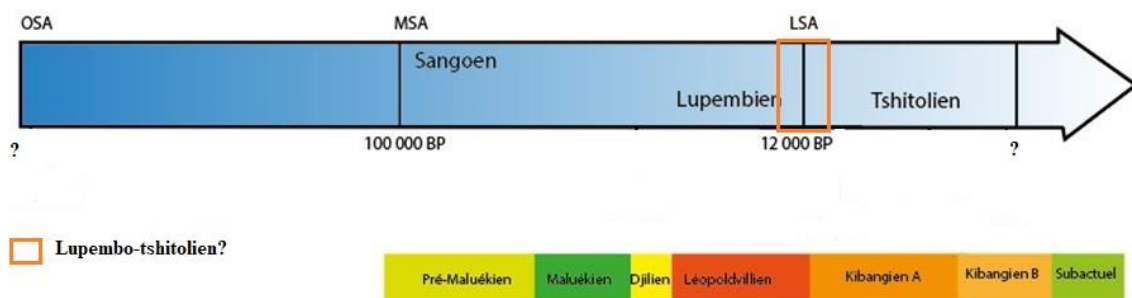 OSA MSA LSA
Sangoen
Lupembien Tshitolien
? 100 000 BP 12 000 BP ?
Lupembo-tshitolien?
Pré-Maluékien Maluékien Djilien Léopoldvillien Kibangien A Kibangien B Subactuel